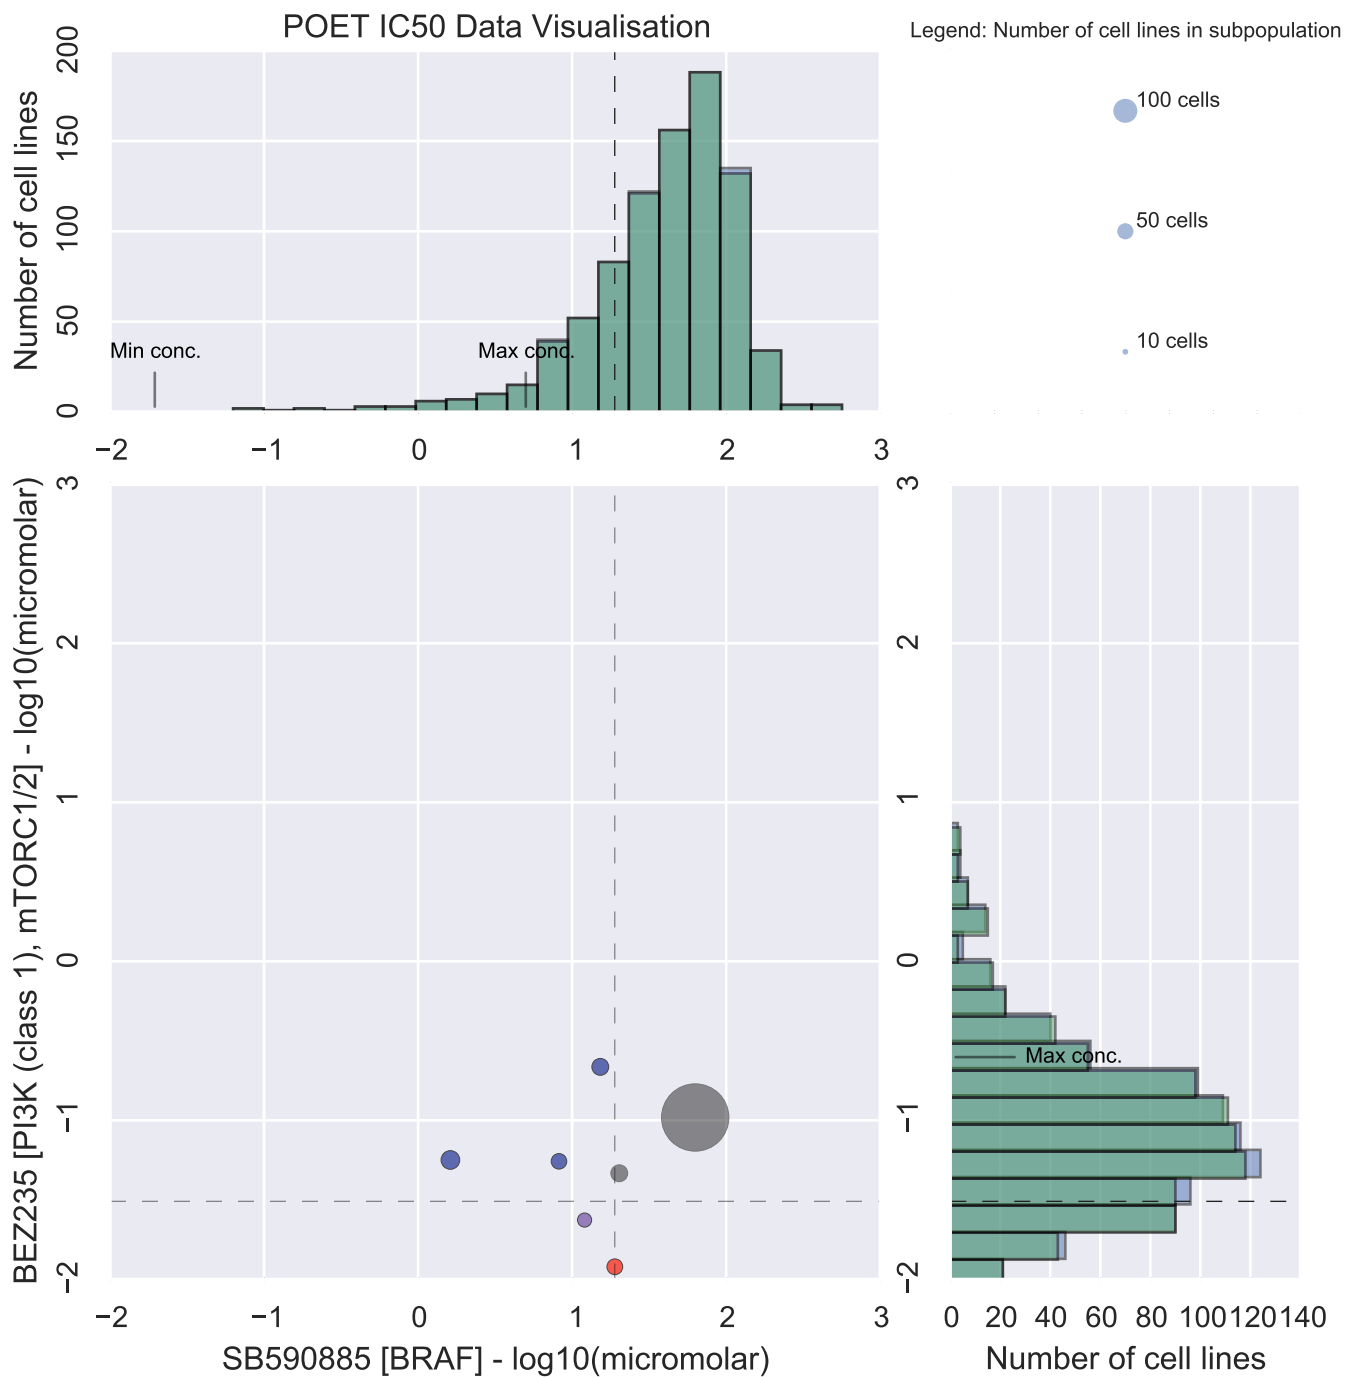 POET IC50 Data Visualisation
Legend: Number of cell lines in subpopulation
Number of cell lines
200
150
100
50
0
Min conc.
Max conc.
−2 −1 0 1 2 3
100 cells
50 cells
10 cells
BEZ235 [PI3K (class 1), mTORC1/2] - log10(micromolar)
3
2
1
0
−1
−2
−2 −1 0 1 2 3
SB590885 [BRAF] - log10(micromolar)
3
2
1
0
−1
−2
Max conc.
0 20 40 60 80 100 120 140
Number of cell lines